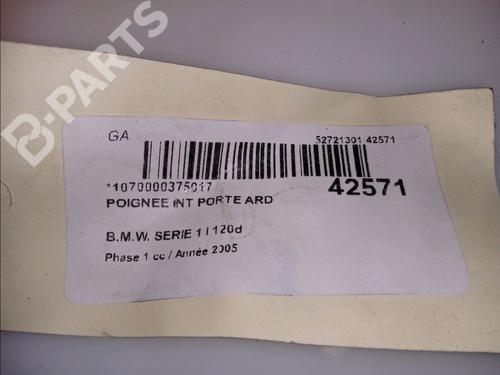 B-PARTS
GA
52721301 42571
*1070000375017
42571
POIGNEE INT PORTE ARD
B.M.W. SERIE 1 I 120d
Phase 1 cc / Année 2005